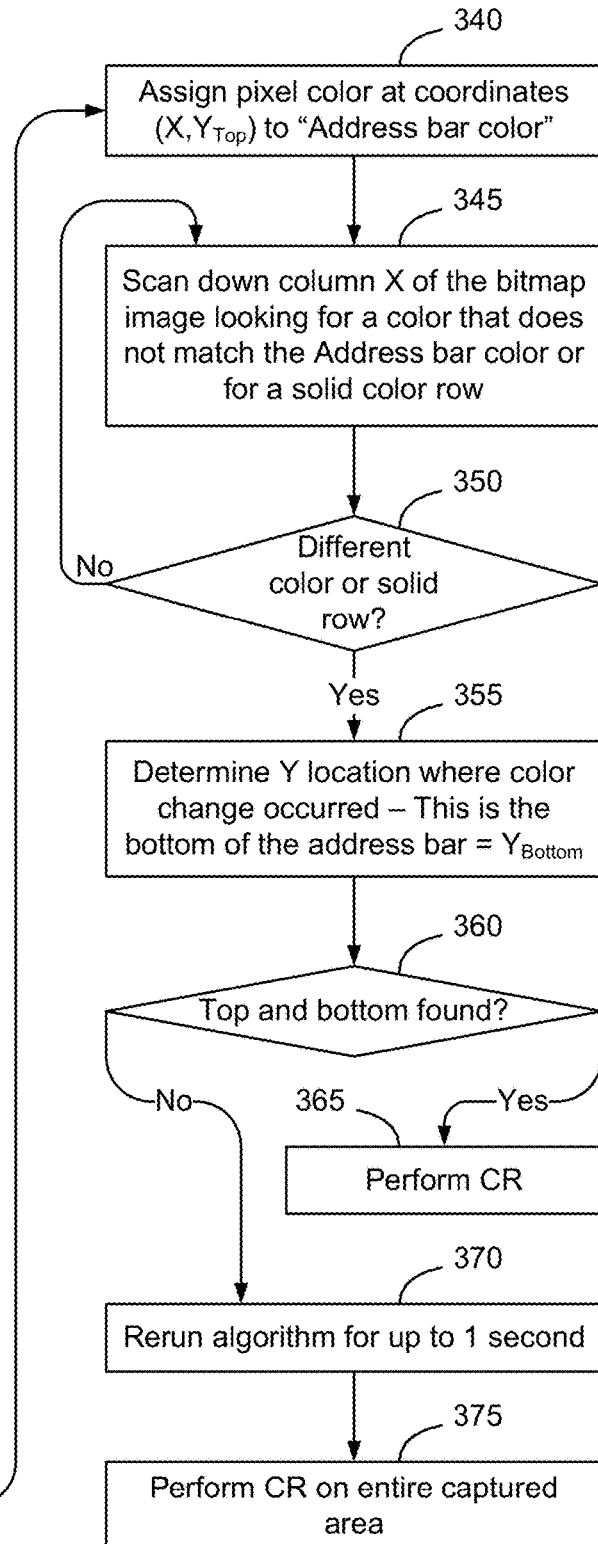 340
Assign pixel color at coordinates
(X,Y_Top) to “Address bar color”
345
Scan down column X of the bitmap
image looking for a color that does
not match the Address bar color or
for a solid color row
350
Different
color or solid
row?
No
Yes
355
Determine Y location where color
change occurred – This is the
bottom of the address bar = Y_Bottom
360
Top and bottom found?
No
365
Yes
Perform CR
370
Rerun algorithm for up to 1 second
375
Perform CR on entire captured
area